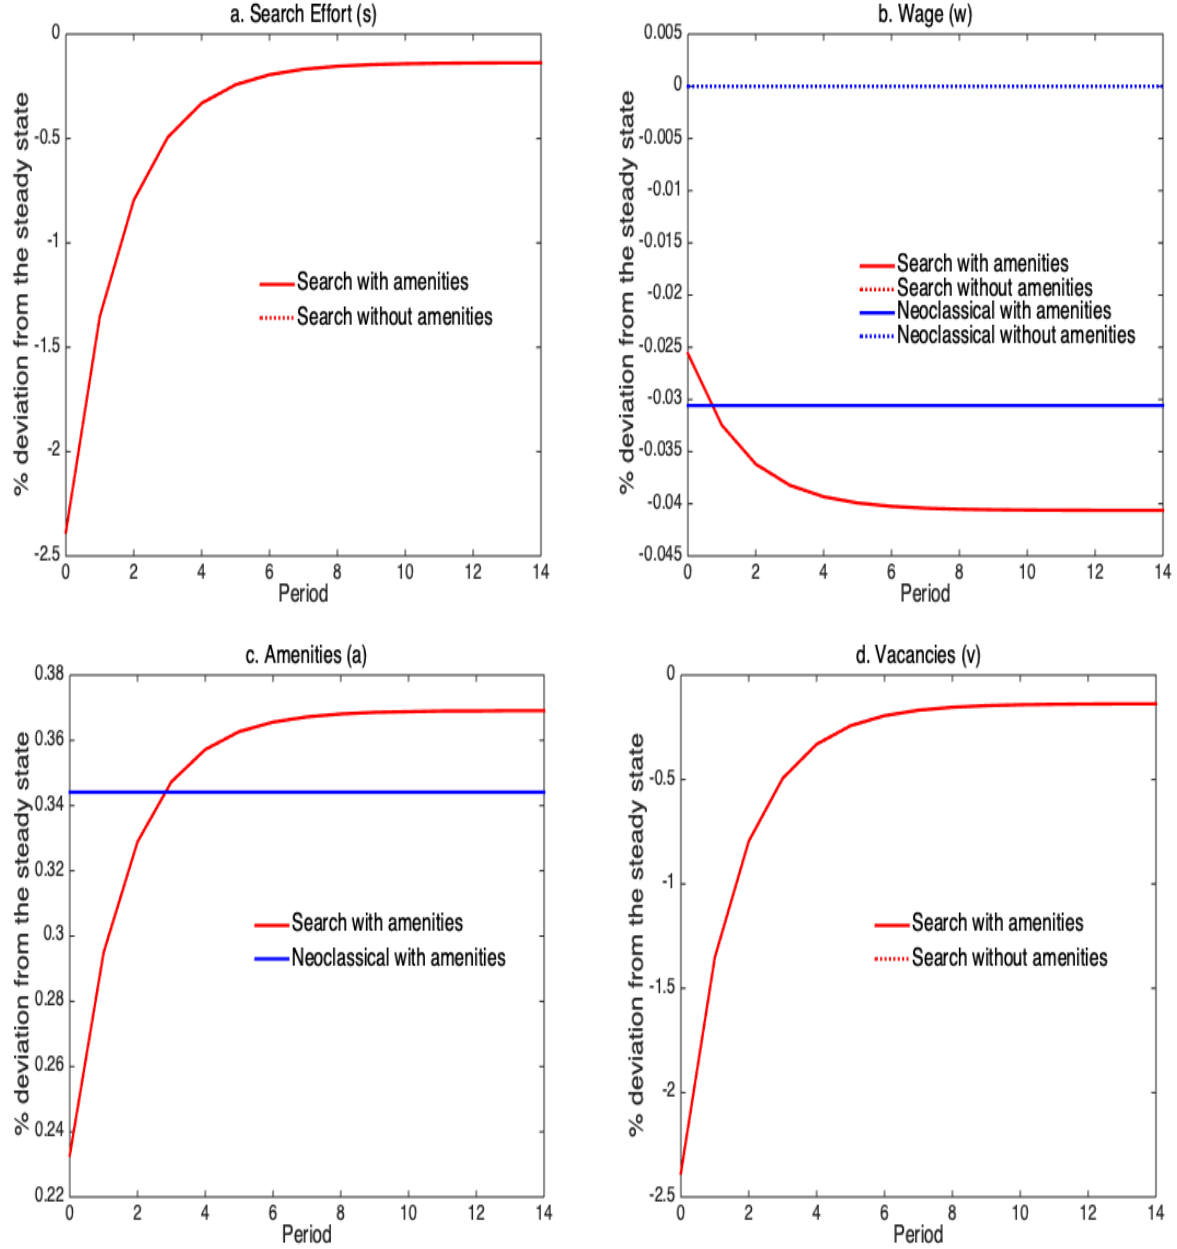 a. Search Effort (s)
% deviation from the steady state
0
-0.5
-1
-1.5
-2
-2.5
Search with amenities
Search without amenities
0 2 4 6 8 10 12 14
Period
b. Wage (w)
% deviation from the steady state
0.005
0
-0.005
-0.01
-0.015
-0.02
-0.025
-0.03
-0.035
-0.04
-0.045
Search with amenities
Search without amenities
Neoclassical with amenities
Neoclassical without amenities
0 2 4 6 8 10 12 14
Period
c. Amenities (a)
% deviation from the steady state
0.38
0.36
0.34
0.32
0.3
0.28
0.26
0.24
0.22
Search with amenities
Neoclassical with amenities
0 2 4 6 8 10 12 14
Period
d. Vacancies (v)
% deviation from the steady state
0
-0.5
-1
-1.5
-2
-2.5
Search with amenities
Search without amenities
0 2 4 6 8 10 12 14
Period